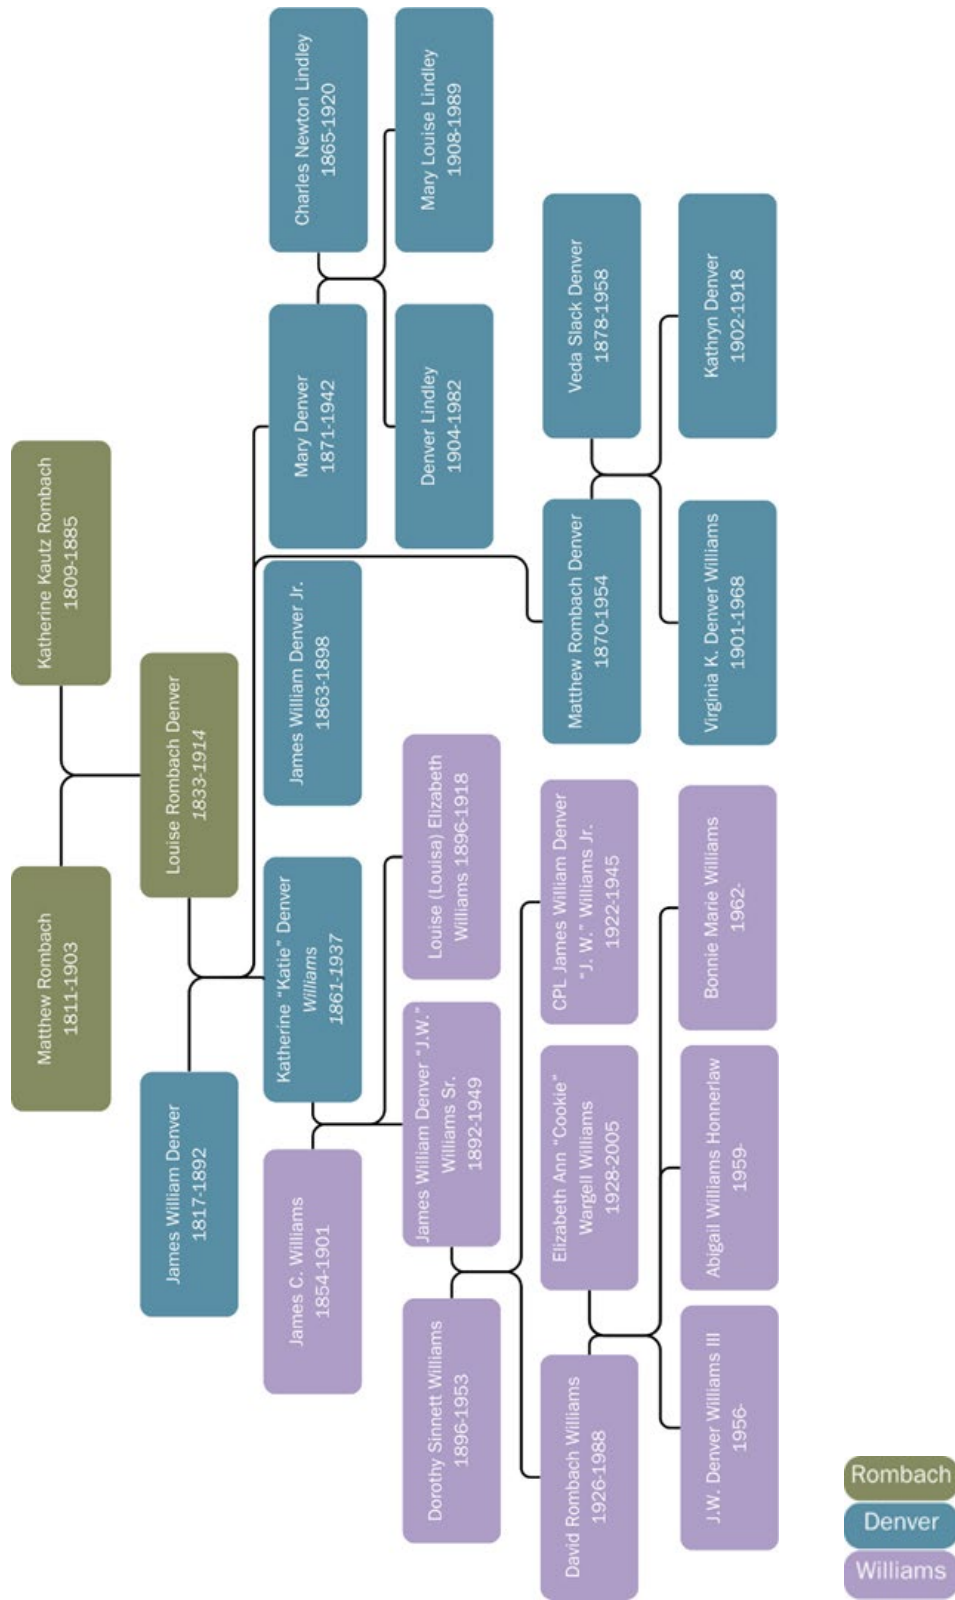 Matthew Rombach
1811-1903
Katherine Kautz Rombach
1809-1885
James William Denver
1817-1892
Louise Rombach Denver
1833-1914
James C. Williams
1854-1901
Katherine “Katie” Denver
Williams
1861-1937
James William Denver Jr.
1863-1898
Mary Denver
1871-1942
Charles Newton Lindley
1865-1920
Dorothy Sinnett Williams
1896-1953
James William Denver “J.W.”
Williams Sr.
1892-1949
Louise (Louisa) Elizabeth
Williams 1896-1918
Denver Lindley
1904-1982
Mary Louise Lindley
1908-1989
David Rombach Williams
1926-1988
Elizabeth Ann “Cookie”
Wargell Williams
1928-2005
CPL James William Denver
“J. W.” Williams Jr.
1922-1945
Matthew Rombach Denver
1870-1954
Veda Slack Denver
1878-1958
J.W. Denver Williams III
1956-
Abigail Williams Honnerlaw
1959-
Bonnie Marie Williams
1962-
Virginia K. Denver Williams
1901-1968
Kathryn Denver
1902-1918
Rombach
Denver
Williams